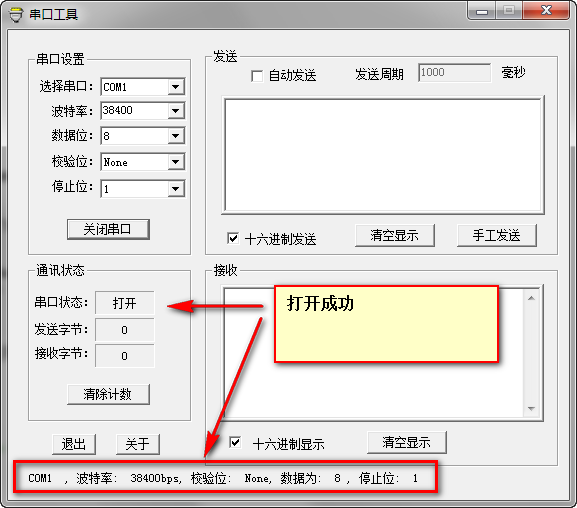 串口工具
串口设置
选择串口: COM1
波特率: 38400
数据位: 8
校验位: None
停止位: 1
关闭串口
发送
自动发送 发送周期 1000 毫秒
十六进制发送 清空显示 手工发送
通讯状态
串口状态: 打开
发送字节: 0
接收字节: 0
清除计数
接收
打开成功
十六进制显示 清空显示
退出 关于
COM1 , 波特率: 38400bps, 校验位: None, 数据为: 8 , 停止位: 1